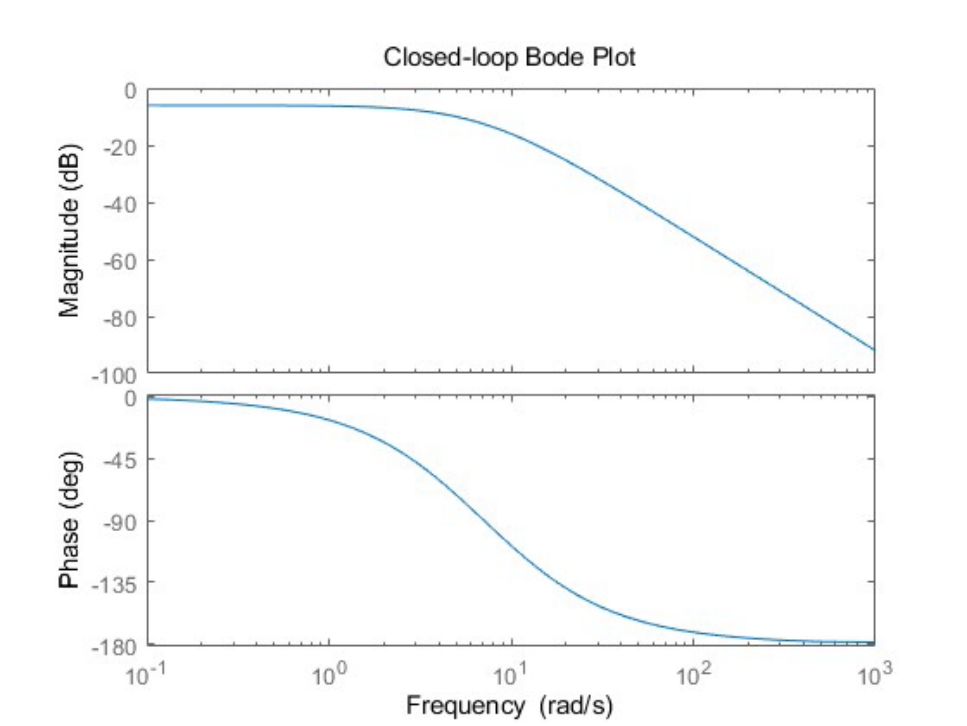 Closed-loop Bode Plot
0
-20
-40
-60
-80
-100
Magnitude (dB)
0
-45
-90
-135
-180
Phase (deg)
10^-1 10^0 10^1 10^2 10^3
Frequency (rad/s)